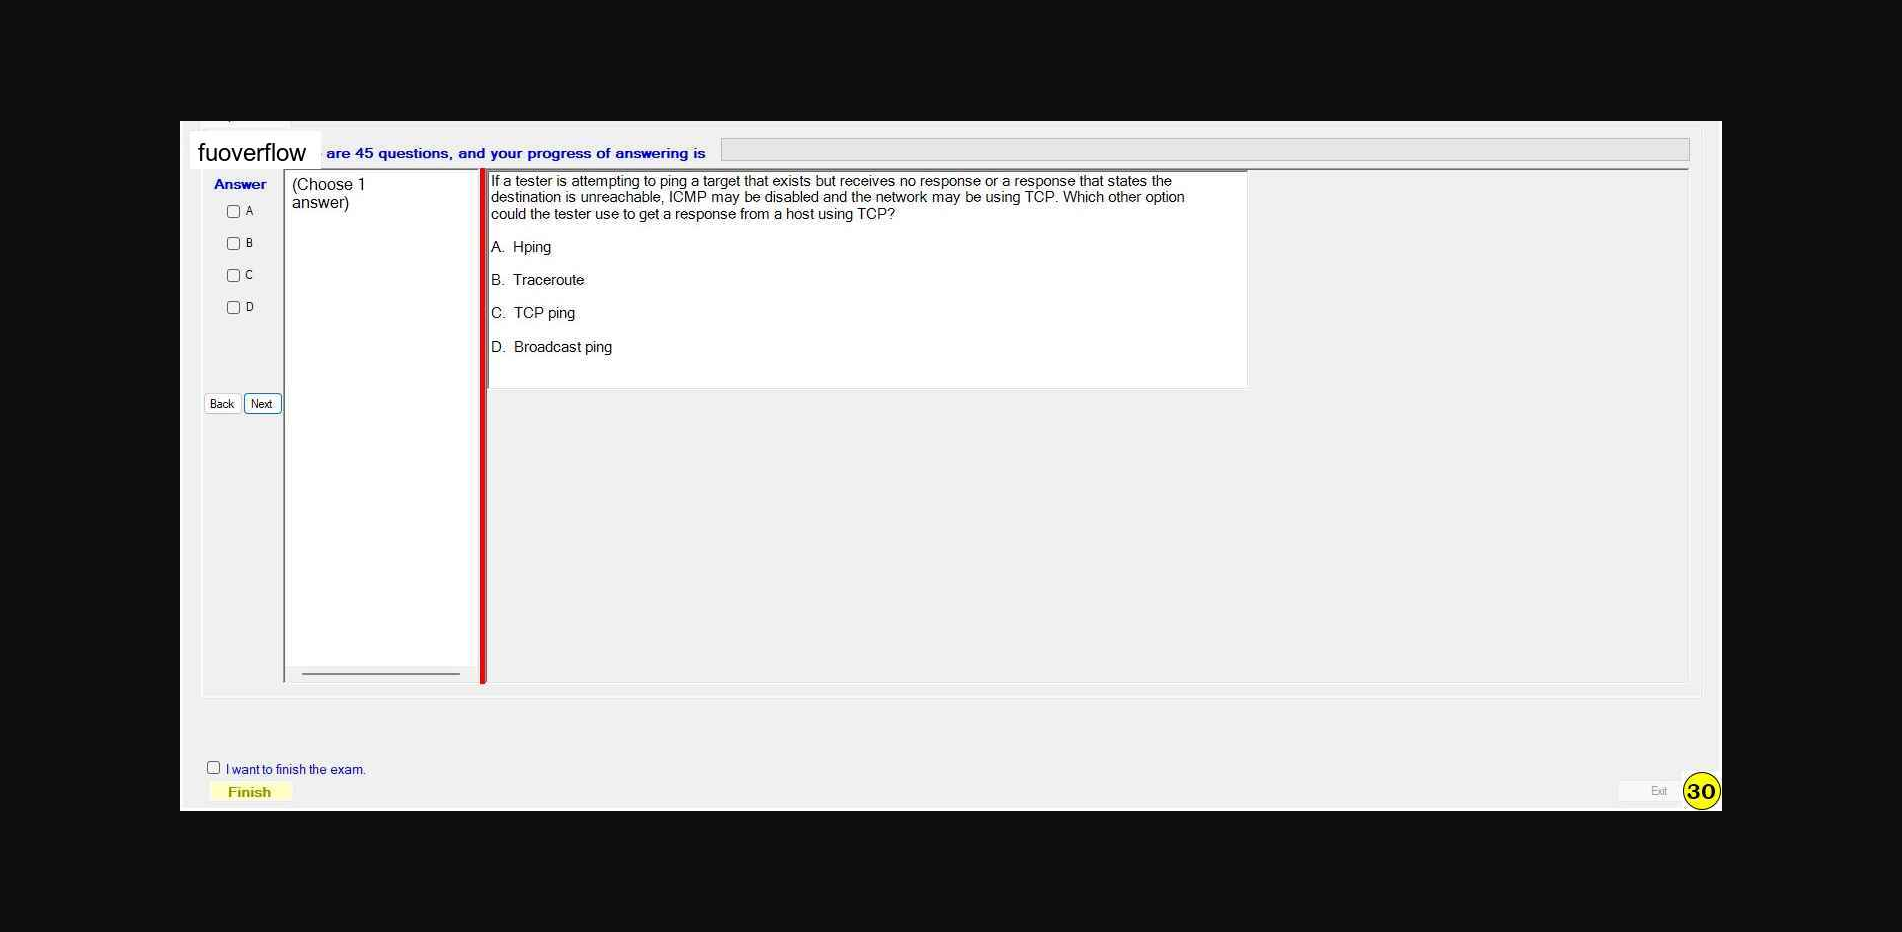 fuoverflow are 45 questions, and your progress of answering is
Answer
A
B
C
D
Back Next
(Choose 1
answer)
If a tester is attempting to ping a target that exists but receives no response or a response that states the
destination is unreachable, ICMP may be disabled and the network may be using TCP. Which other option
could the tester use to get a response from a host using TCP?
A. Hping
B. Traceroute
C. TCP ping
D. Broadcast ping
I want to finish the exam.
Finish
Exit
30